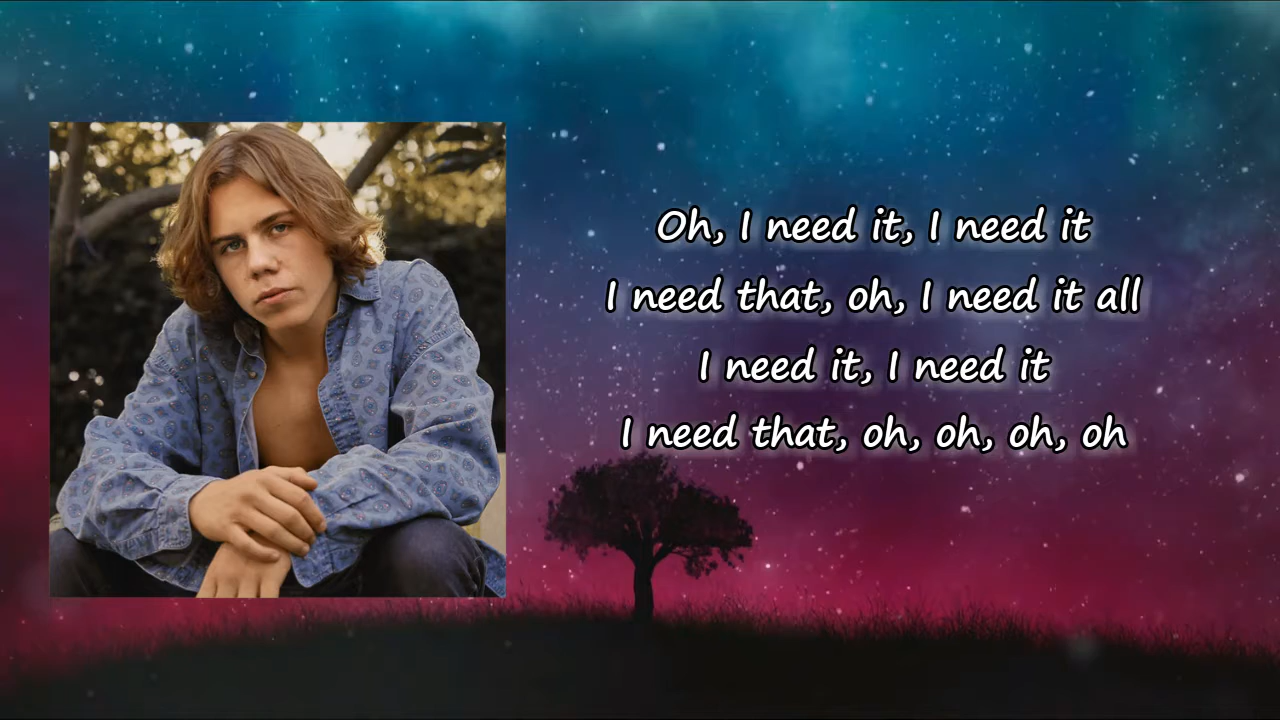 Oh, I need it, I need it
I need that, oh, I need it all
I need it, I need it
I need that, oh, oh, oh, oh